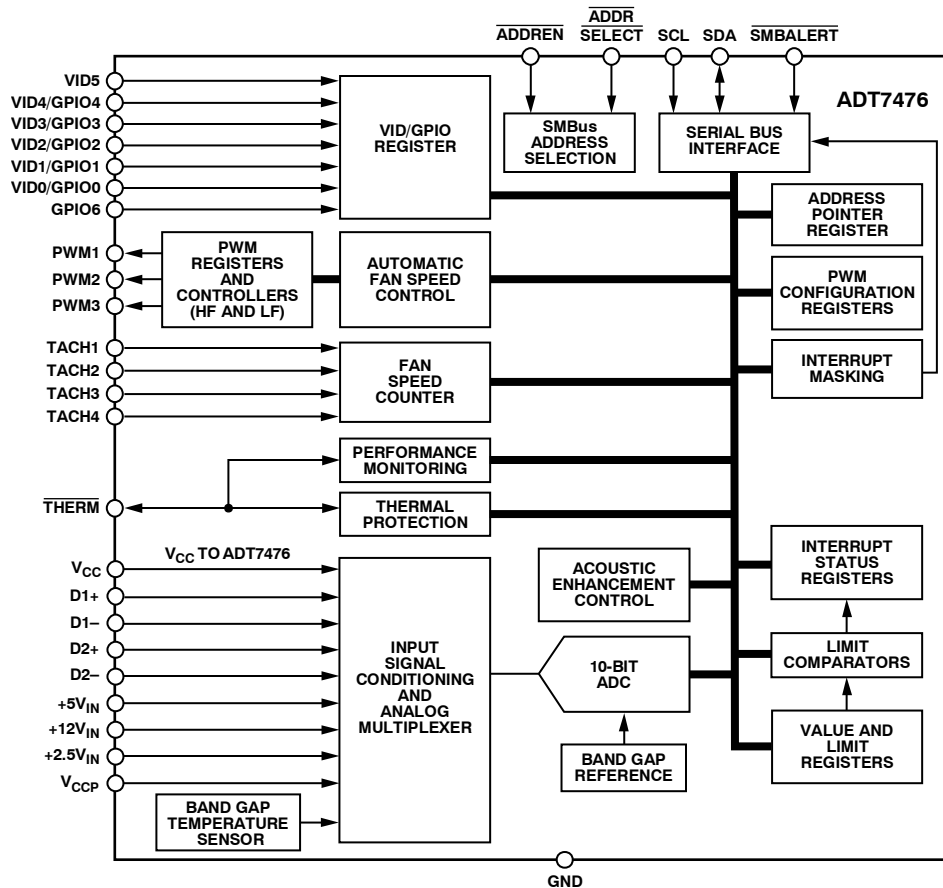 ADDREN
ADDR
SELECT
SCL
SDA
SMBALERT
ADT7476
VID5
VID4/GPIO4
VID3/GPIO3
VID2/GPIO2
VID1/GPIO1
VID0/GPIO0
GPIO6
VID/GPIO
REGISTER
SMBus
ADDRESS
SELECTION
SERIAL BUS
INTERFACE
ADDRESS
POINTER
REGISTER
PWM1
PWM2
PWM3
PWM
REGISTERS
AND
CONTROLLERS
(HF AND LF)
AUTOMATIC
FAN SPEED
CONTROL
PWM
CONFIGURATION
REGISTERS
TACH1
TACH2
TACH3
TACH4
FAN
SPEED
COUNTER
INTERRUPT
MASKING
PERFORMANCE
MONITORING
THERM
THERMAL
PROTECTION
VCC
VCC TO ADT7476
D1+
D1–
D2+
D2–
+5VIN
+12VIN
+2.5VIN
VCCP
INPUT
SIGNAL
CONDITIONING
AND
ANALOG
MULTIPLEXER
ACOUSTIC
ENHANCEMENT
CONTROL
INTERRUPT
STATUS
REGISTERS
10-BIT
ADC
LIMIT
COMPARATORS
BAND GAP
REFERENCE
VALUE AND
LIMIT
REGISTERS
BAND GAP
TEMPERATURE
SENSOR
GND